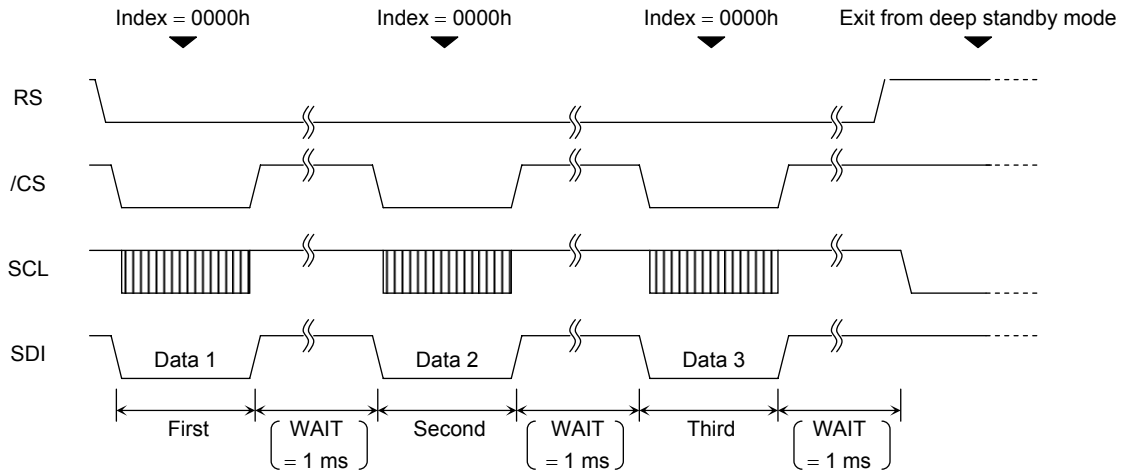 Index = 0000h Index = 0000h Index = 0000h Exit from deep standby mode
RS
/CS
SCL
SDI Data 1 Data 2 Data 3
First WAIT Second WAIT Third WAIT
= 1 ms = 1 ms = 1 ms